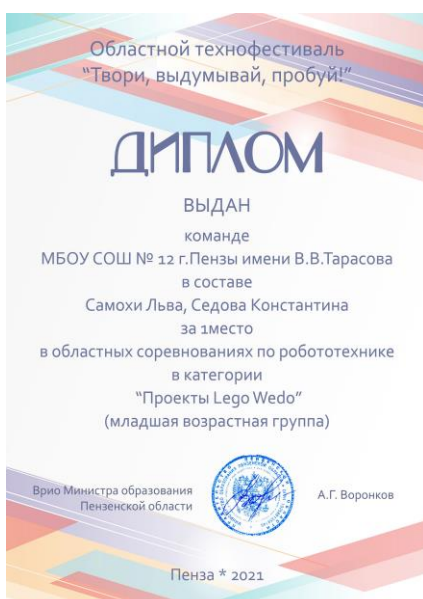 Областной технофестиваль
“Твори, выдумывай, пробуй!”
ДИПЛОМ
ВЫДАН
команде
МБОУ СОШ № 12 г.Пензы имени В.В.Тарасова
в составе
Самохи Льва, Седова Константина
за 1место
в областных соревнованиях по робототехнике
в категории
“Проекты Lego Wedo”
(младшая возрастная группа)
Врио Министра образования
Пензенской области
А.Г. Воронков
Пенза * 2021